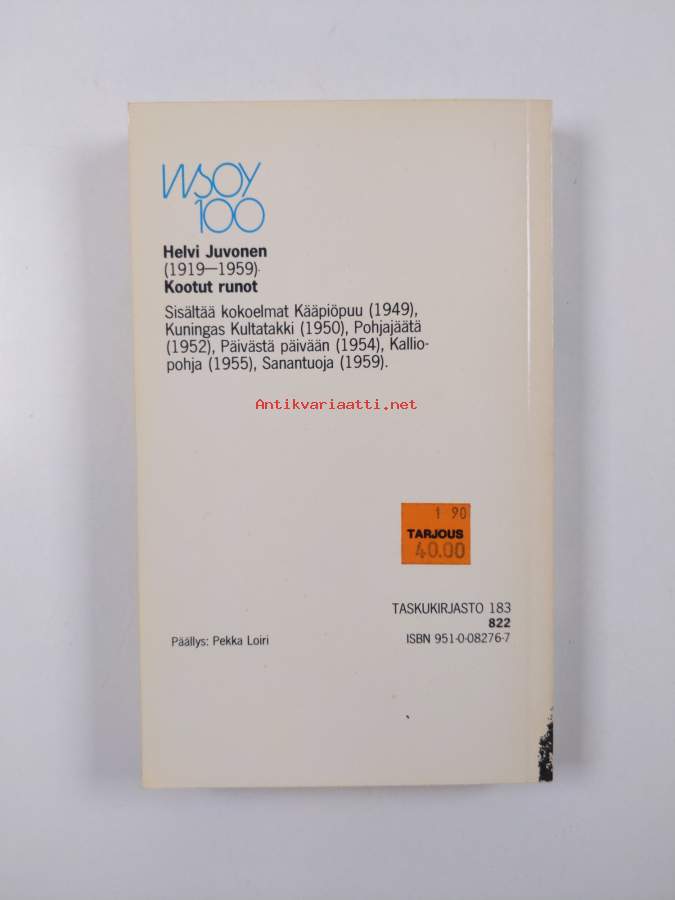 WSOY
100
Helvi Juvonen
(1919—1959)
Kootut runot
Sisältää kokoelmat Kääpiöpuu (1949),
Kuningas Kultatakki (1950), Pohjajäätä
(1952), Päivästä päivään (1954), Kallio-
pohja (1955), Sanantuoja (1959).
Antikvariaatti.net
1 90
TARJOUS
40.00
TASKUKIRJASTO 183
822
Päällys: Pekka Loiri
ISBN 951-0-08276-7